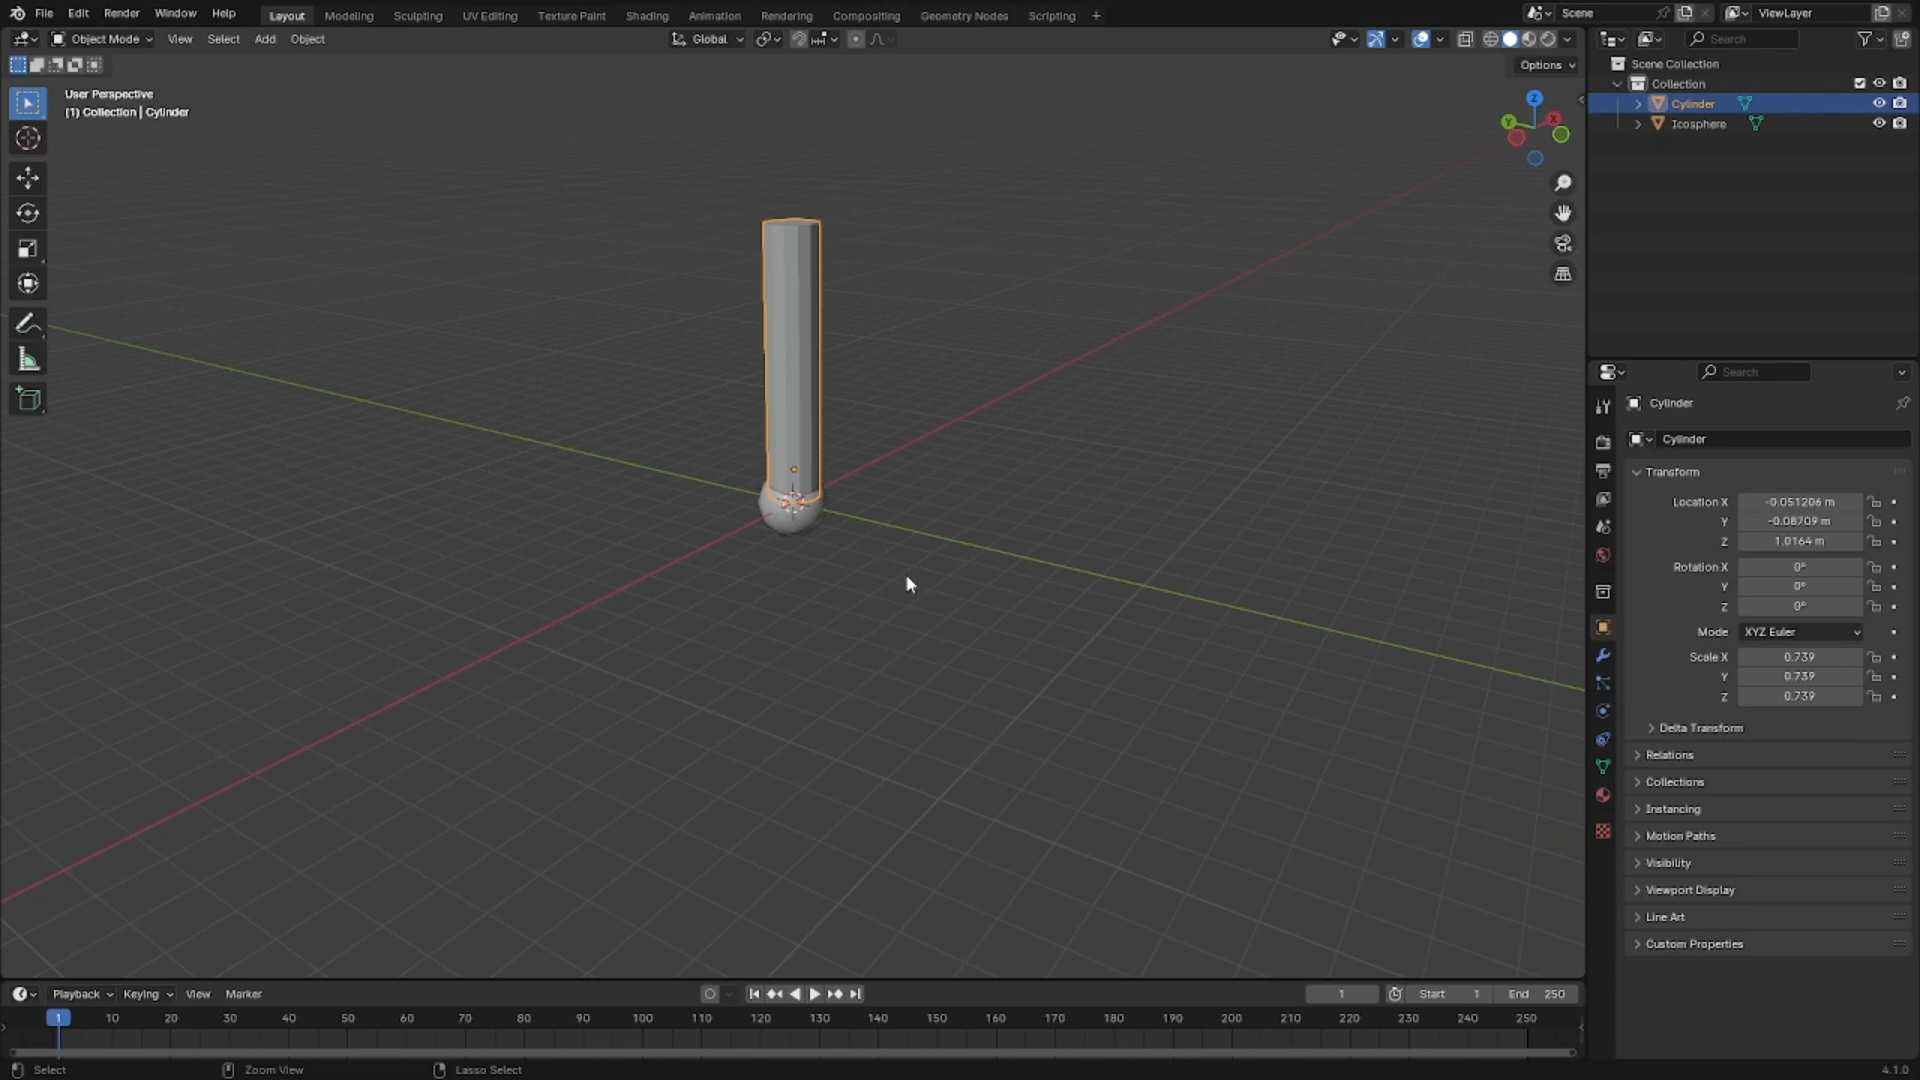 File Edit Render Window Help Layout Modeling Sculpting UV Editing Texture Paint Shading Animation Rendering Compositing Geometry Nodes Scripting + Scene ViewLayer
Object Mode View Select Add Object Global Search
Options
User Perspective
(1) Collection | Cylinder
Z
X
Y
Scene Collection
Collection
Cylinder
Icosphere
Search
Cylinder
Cylinder
Transform
Location X -0.051206 m
Y -0.08709 m
Z 1.0164 m
Rotation X 0°
Y 0°
Z 0°
Mode XYZ Euler
Scale X 0.739
Y 0.739
Z 0.739
Delta Transform
Relations
Collections
Instancing
Motion Paths
Visibility
Viewport Display
Line Art
Custom Properties
Playback Keying View Marker 1 Start 1 End 250
1 10 20 30 40 50 60 70 80 90 100 110 120 130 140 150 160 170 180 190 200 210 220 230 240 250
Select Zoom View Lasso Select 4.1.0